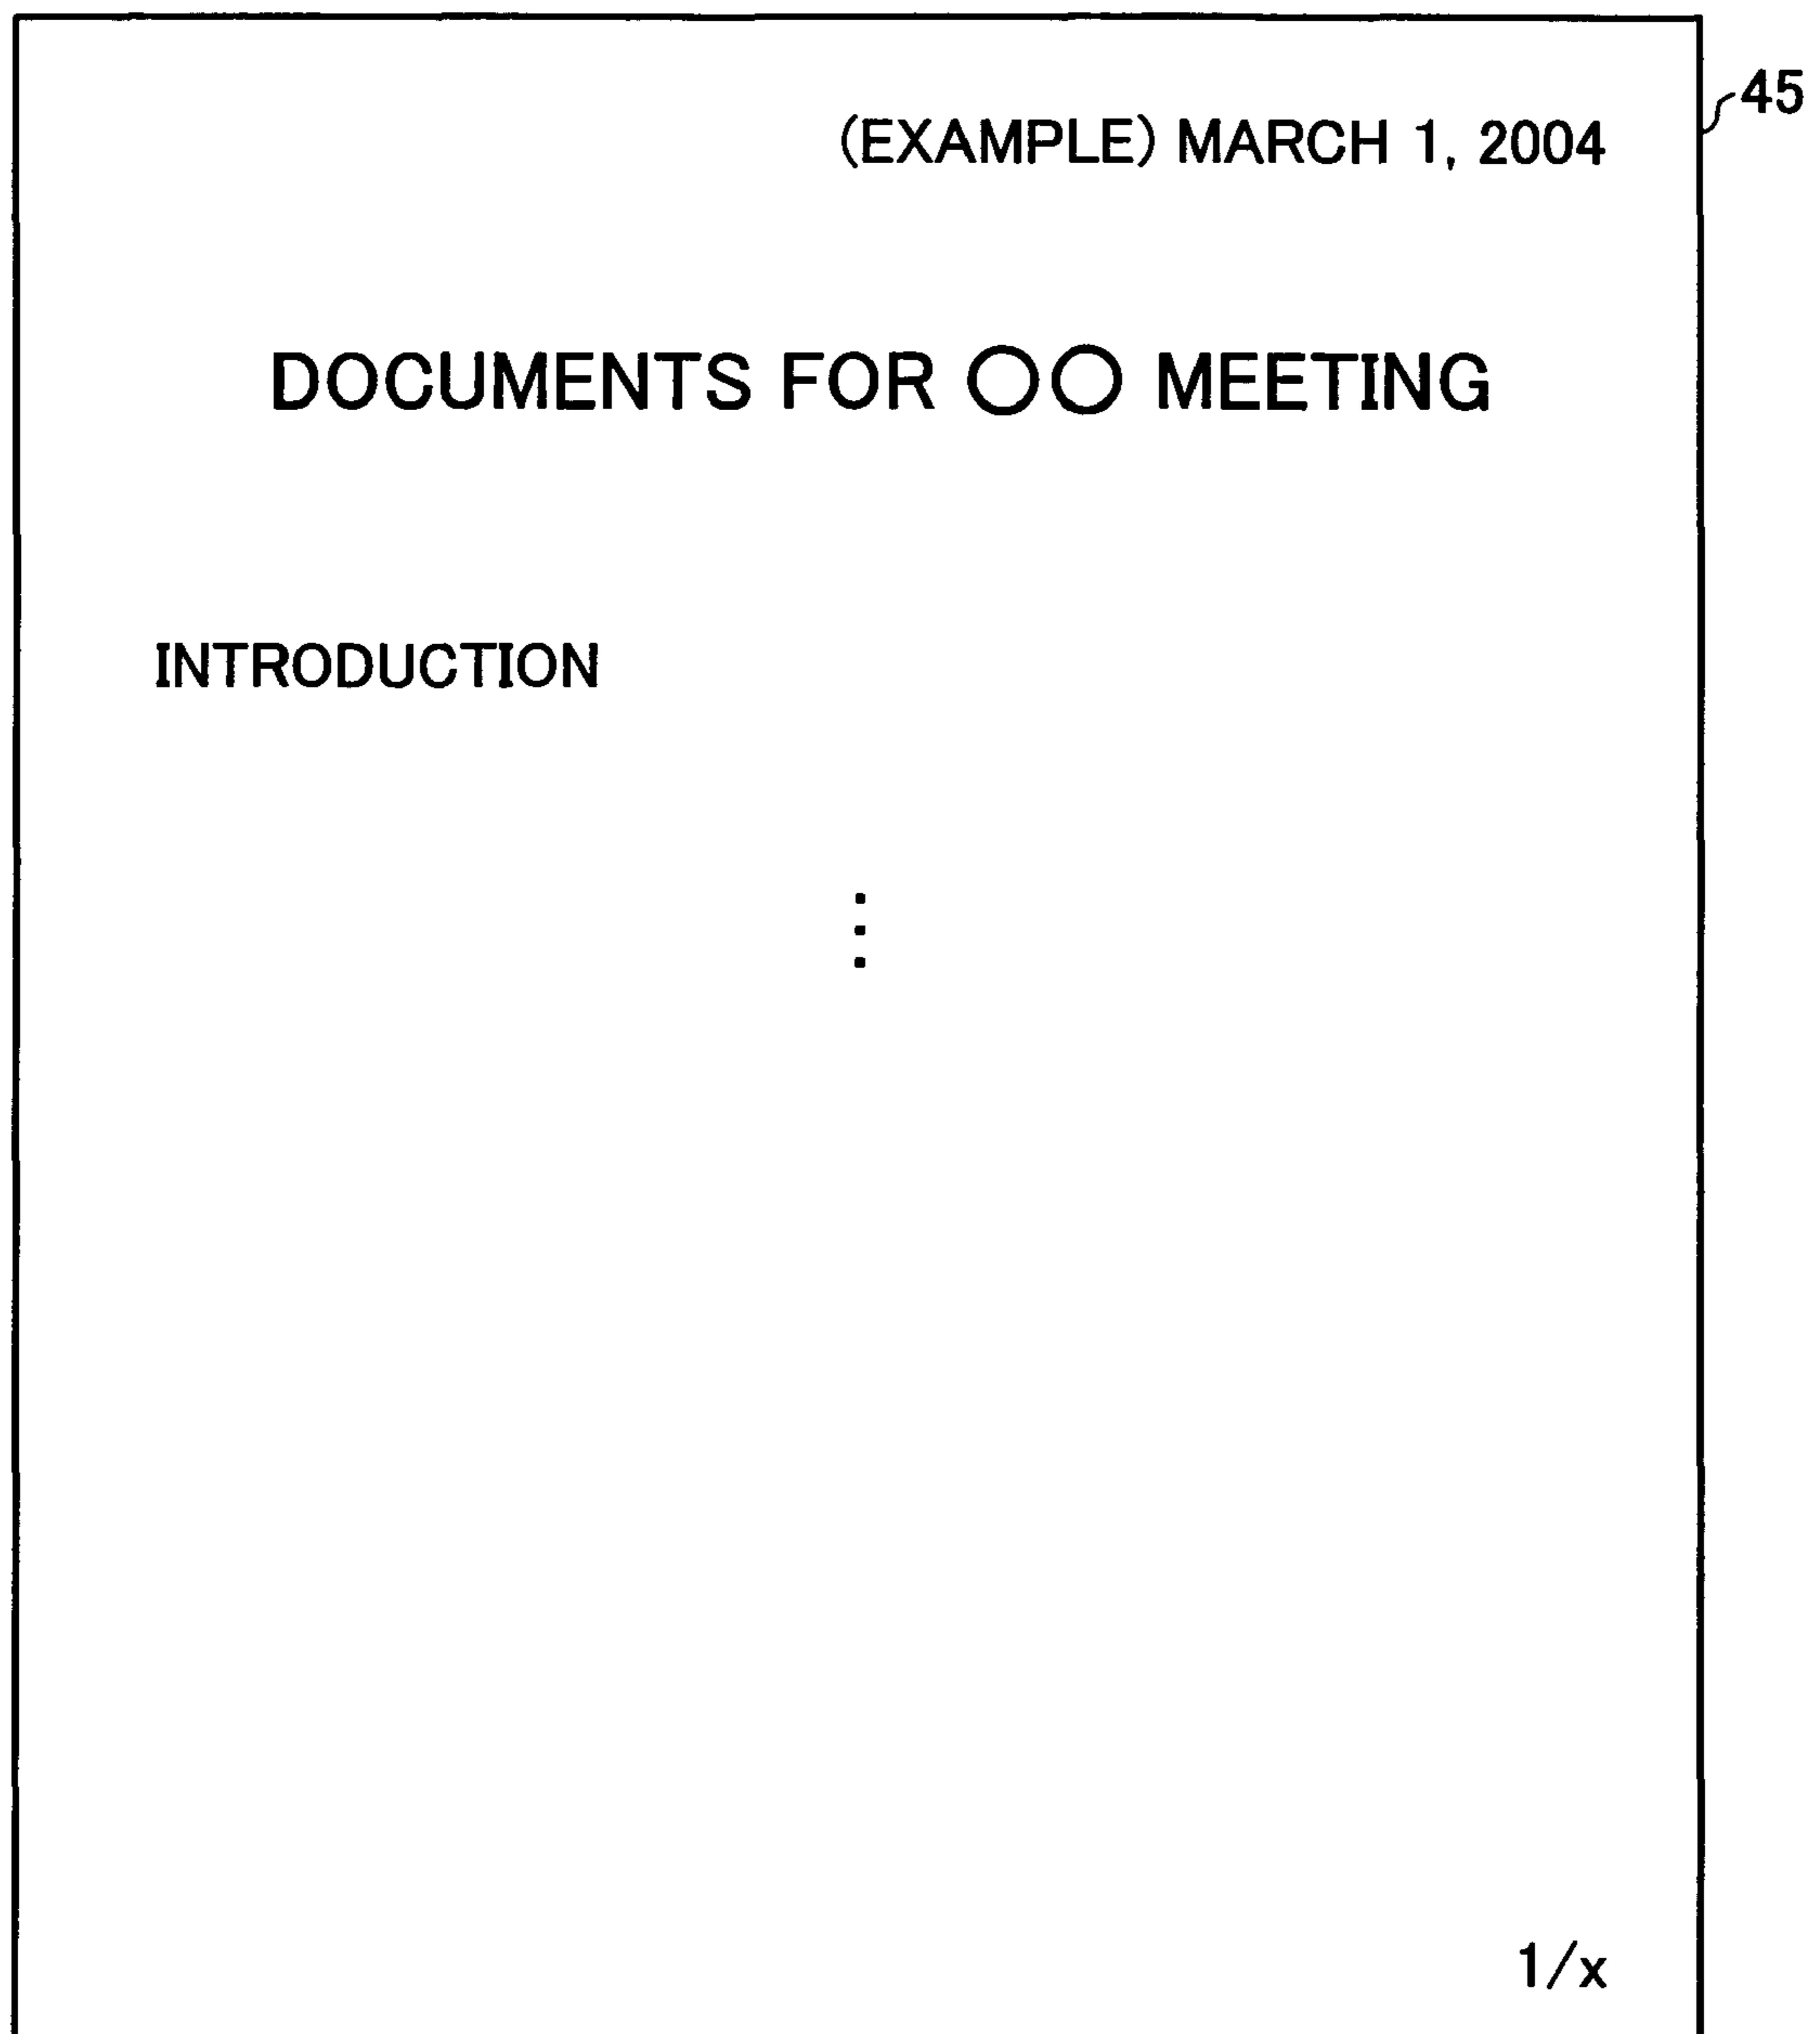 45
(EXAMPLE) MARCH 1, 2004
DOCUMENTS FOR ○○ MEETING
INTRODUCTION
⋮
1/x